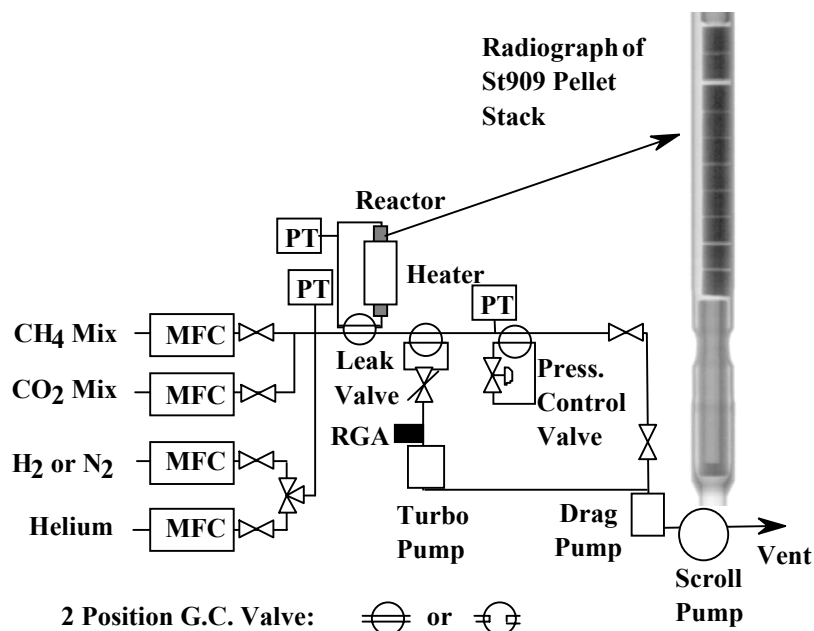 Radiograph of
St909 Pellet
Stack
Reactor
PT
Heater
PT
PT
CH4 Mix
MFC
Leak
Valve
Press.
Control
Valve
CO2 Mix
MFC
RGA
H2 or N2
MFC
Helium
MFC
Turbo
Pump
Drag
Pump
Vent
Scroll
Pump
2 Position G.C. Valve: or